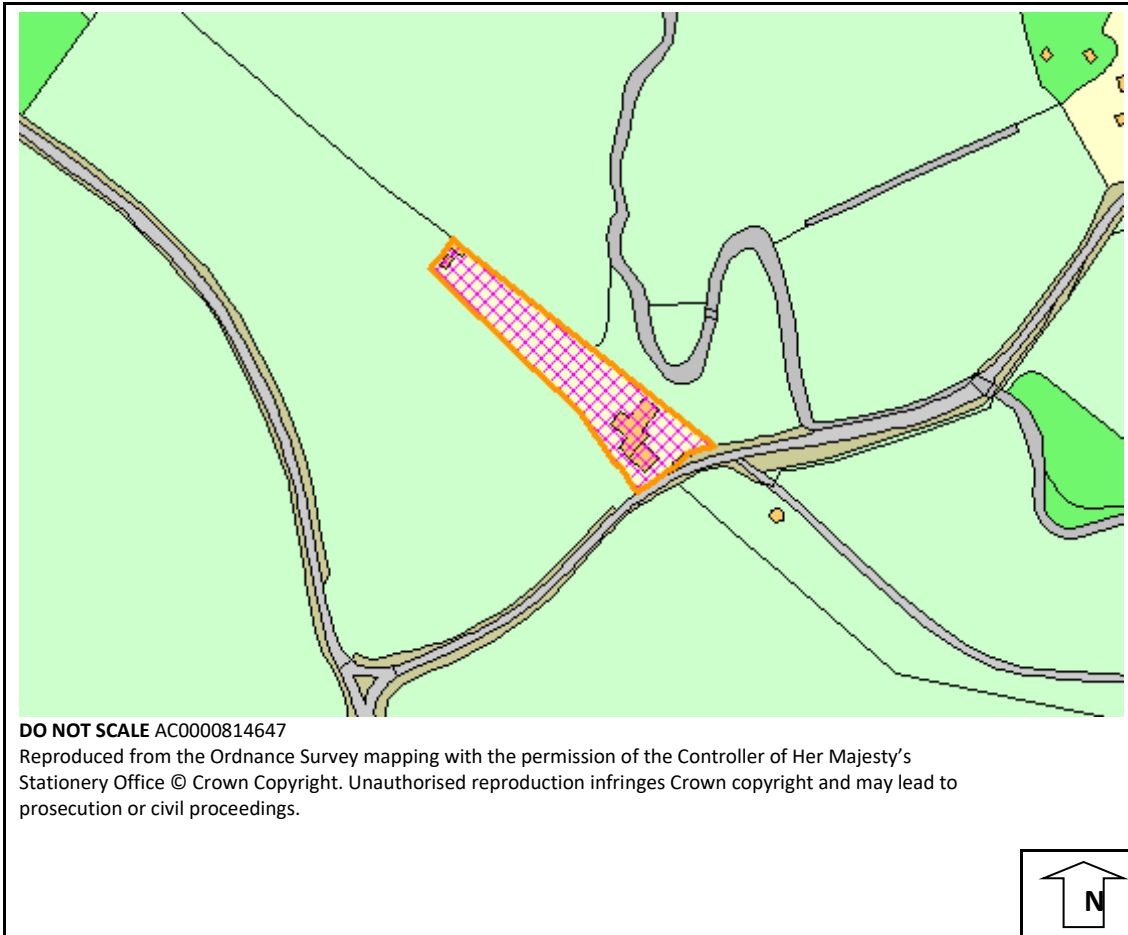 DO NOT SCALE AC0000814647
Reproduced from the Ordnance Survey mapping with the permission of the Controller of Her Majesty’s
Stationery Office © Crown Copyright. Unauthorised reproduction infringes Crown copyright and may lead to
prosecution or civil proceedings.
N